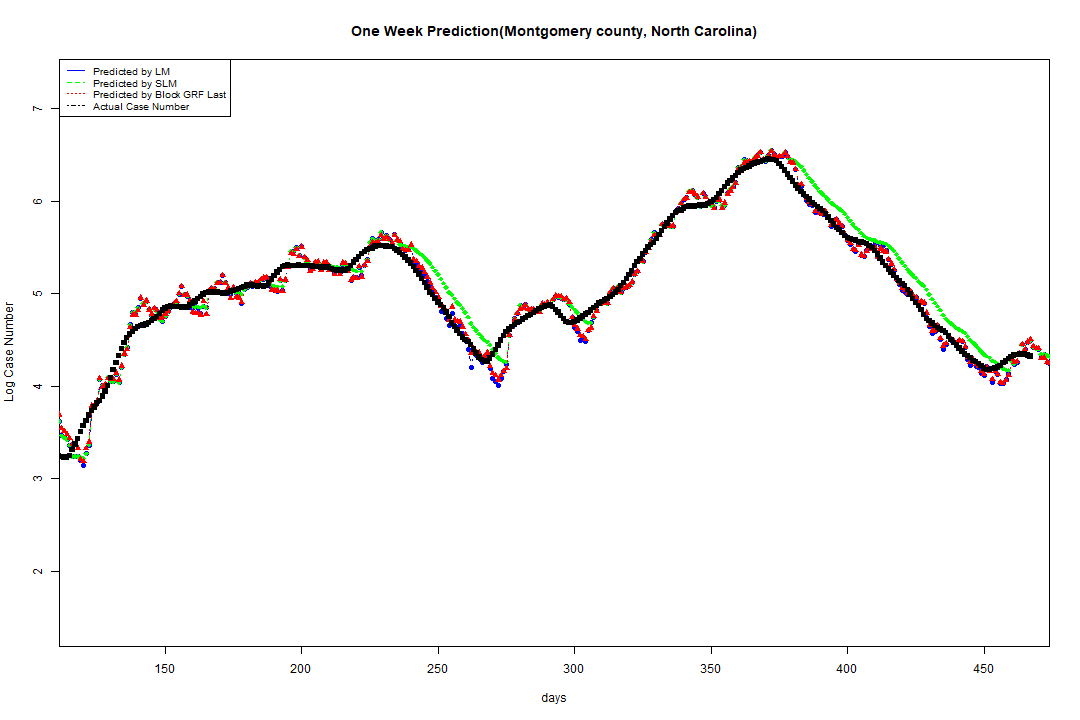 One Week Prediction(Montgomery county, North Carolina)
Predicted by LM
Predicted by SLM
Predicted by Block GRF Last
Actual Case Number
7
6
5
4
3
2
Log Case Number
150 200 250 300 350 400 450
days